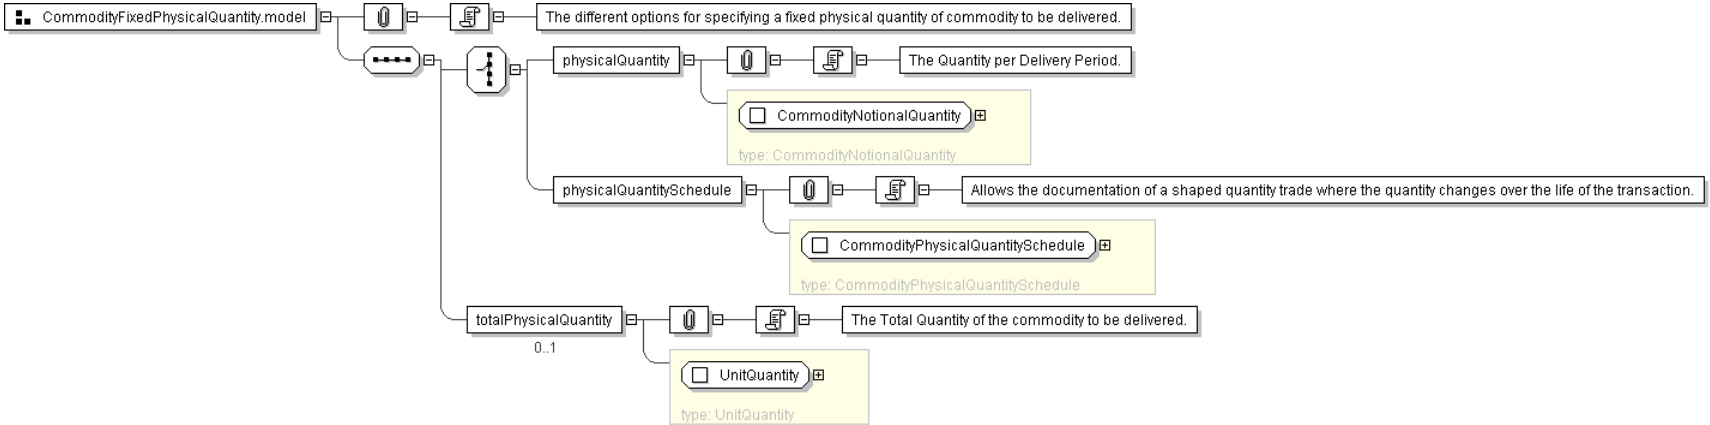 CommodityFixedPhysicalQuantity.model
The different options for specifying a fixed physical quantity of commodity to be delivered.
physicalQuantity
The Quantity per Delivery Period.
CommodityNotionalQuantity
type: CommodityNotionalQuantity
physicalQuantitySchedule
Allows the documentation of a shaped quantity trade where the quantity changes over the life of the transaction.
CommodityPhysicalQuantitySchedule
type: CommodityPhysicalQuantitySchedule
totalPhysicalQuantity
The Total Quantity of the commodity to be delivered.
0..1
UnitQuantity
type: UnitQuantity